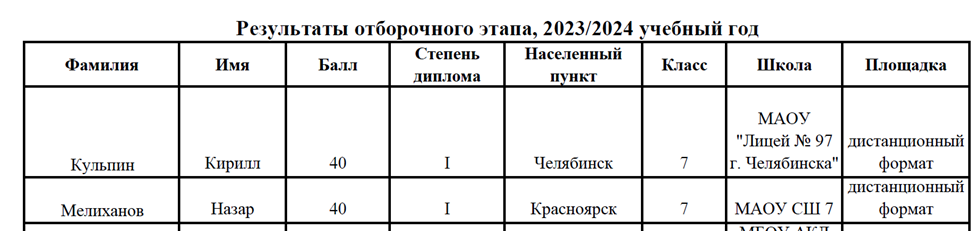 Результаты отборочного этапа, 2023/2024 учебный год
Фамилия Имя Балл Степень диплома Населенный пункт Класс Школа Площадка
Кульпин Кирилл 40 I Челябинск 7 МАОУ "Лицей № 97 г. Челябинска" дистанционный формат
Мелиханов Назар 40 I Красноярск 7 МАОУ СШ 7 дистанционный формат